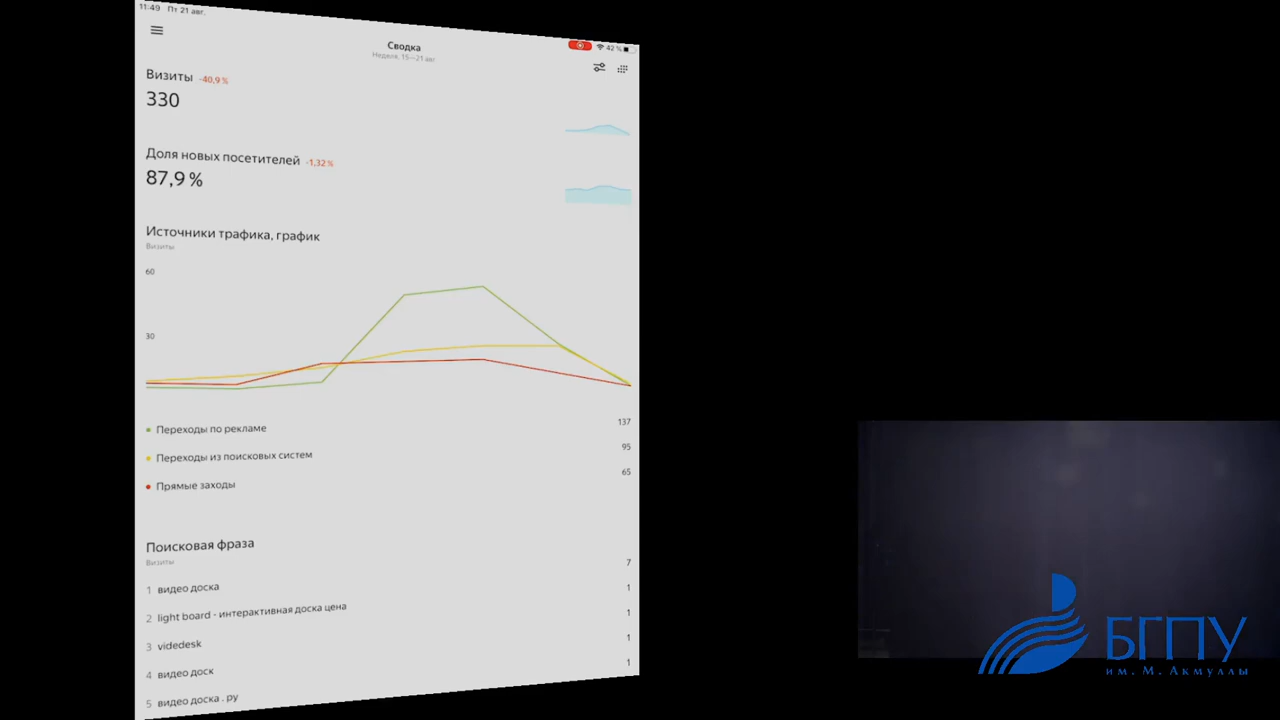 11:49 Пт 21 авг.
42 %
Сводка
Неделя, 15—21 авг
Визиты -40,9 %
330
Доля новых посетителей -1,32 %
87,9 %
Источники трафика, график
Визиты
60
30
Переходы по рекламе 137
Переходы из поисковых систем 95
Прямые заходы 65
Поисковая фраза
Визиты
7
1 видео доска 1
2 light board - интерактивная доска цена 1
3 videdesk 1
4 видео доск 1
5 видео доска . ру
БГПУ
им. М. Акмуллы